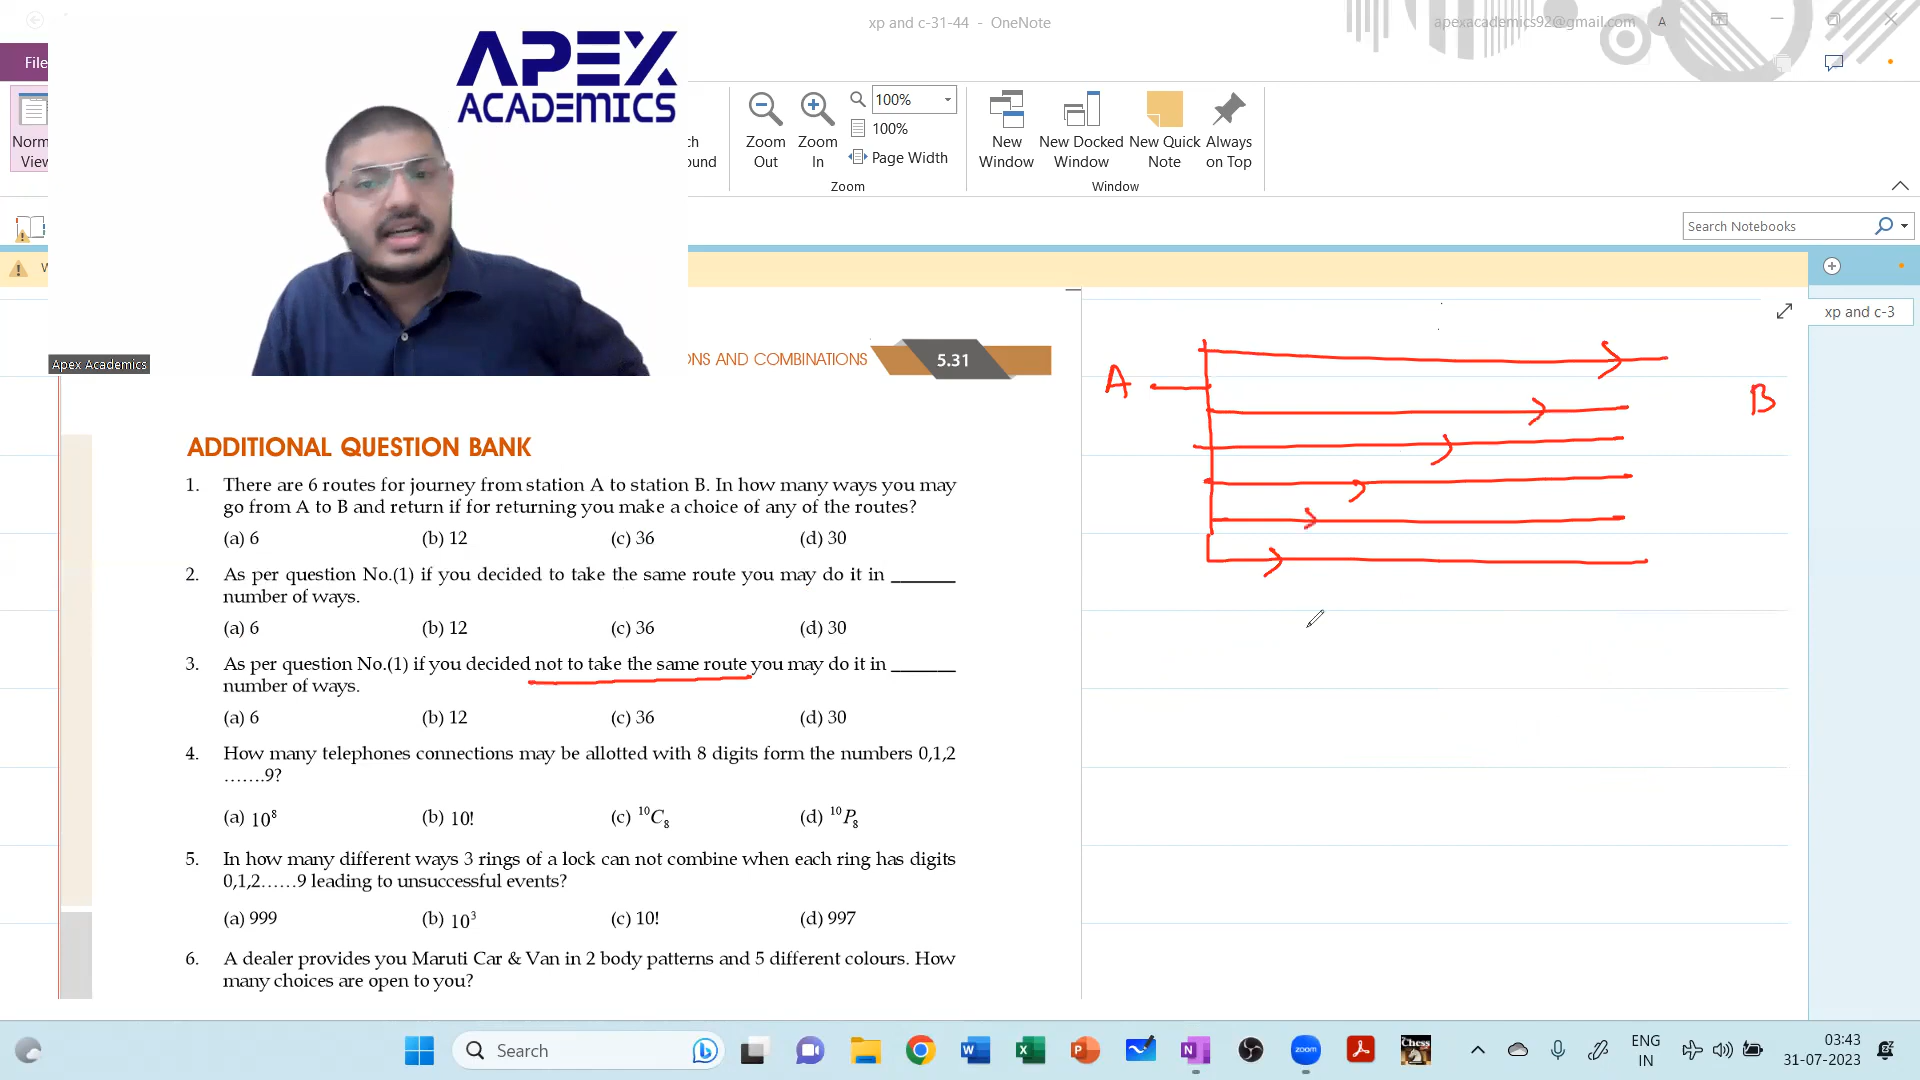 xp and c-31-44 - OneNote
apexacademics92@gmail.com
A
File
APEX
ACADEMICS
100%
100%
Page Width
Zoom
Out
Zoom
In
Zoom
New
Window
New Docked
Window
New Quick
Note
Always
on Top
Window
Norm
View
ch
ound
Search Notebooks
W
xp and c-3
Apex Academics
ONS AND COMBINATIONS
5.31
A
B
ADDITIONAL QUESTION BANK
1. There are 6 routes for journey from station A to station B. In how many ways you may
go from A to B and return if for returning you make a choice of any of the routes?
(a) 6 (b) 12 (c) 36 (d) 30
2. As per question No.(1) if you decided to take the same route you may do it in _______
number of ways.
(a) 6 (b) 12 (c) 36 (d) 30
3. As per question No.(1) if you decided not to take the same route you may do it in _______
number of ways.
(a) 6 (b) 12 (c) 36 (d) 30
4. How many telephones connections may be allotted with 8 digits form the numbers 0,1,2
…….9?
(a) 10⁸ (b) 10! (c) ¹⁰C₈ (d) ¹⁰P₈
5. In how many different ways 3 rings of a lock can not combine when each ring has digits
0,1,2……9 leading to unsuccessful events?
(a) 999 (b) 10³ (c) 10! (d) 997
6. A dealer provides you Maruti Car & Van in 2 body patterns and 5 different colours. How
many choices are open to you?
Search
zoom
Chess
ENG
IN
03:43
31-07-2023